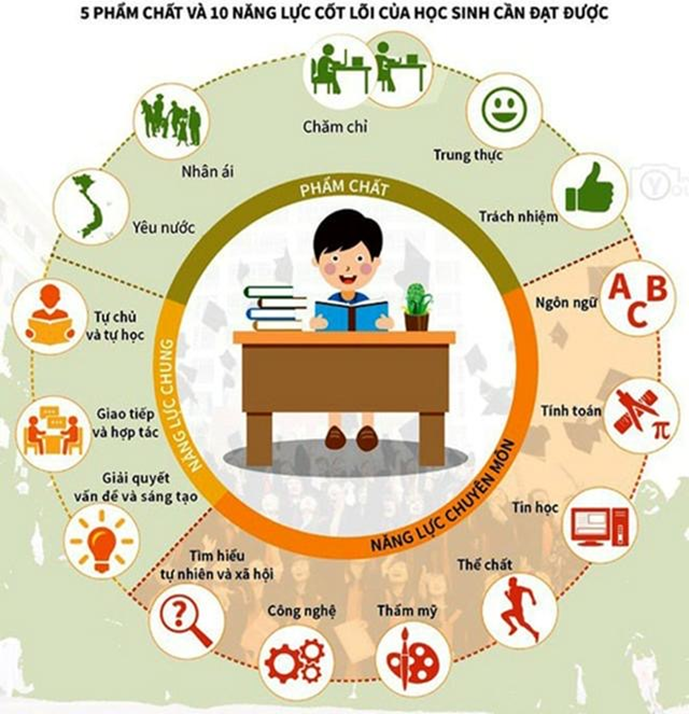 5 PHẨM CHẤT VÀ 10 NĂNG LỰC CỐT LÕI CỦA HỌC SINH CẦN ĐẠT ĐƯỢC
PHẨM CHẤT
Yêu nước
Nhân ái
Chăm chỉ
Trung thực
Trách nhiệm
NĂNG LỰC CHUNG
Tự chủ
và tự học
Giao tiếp
và hợp tác
Giải quyết
vấn đề và sáng tạo
NĂNG LỰC CHUYÊN MÔN
Ngôn ngữ
A B
C
Tính toán
π
Tin học
Thể chất
Thẩm mỹ
Công nghệ
Tìm hiểu
tự nhiên và xã hội
?